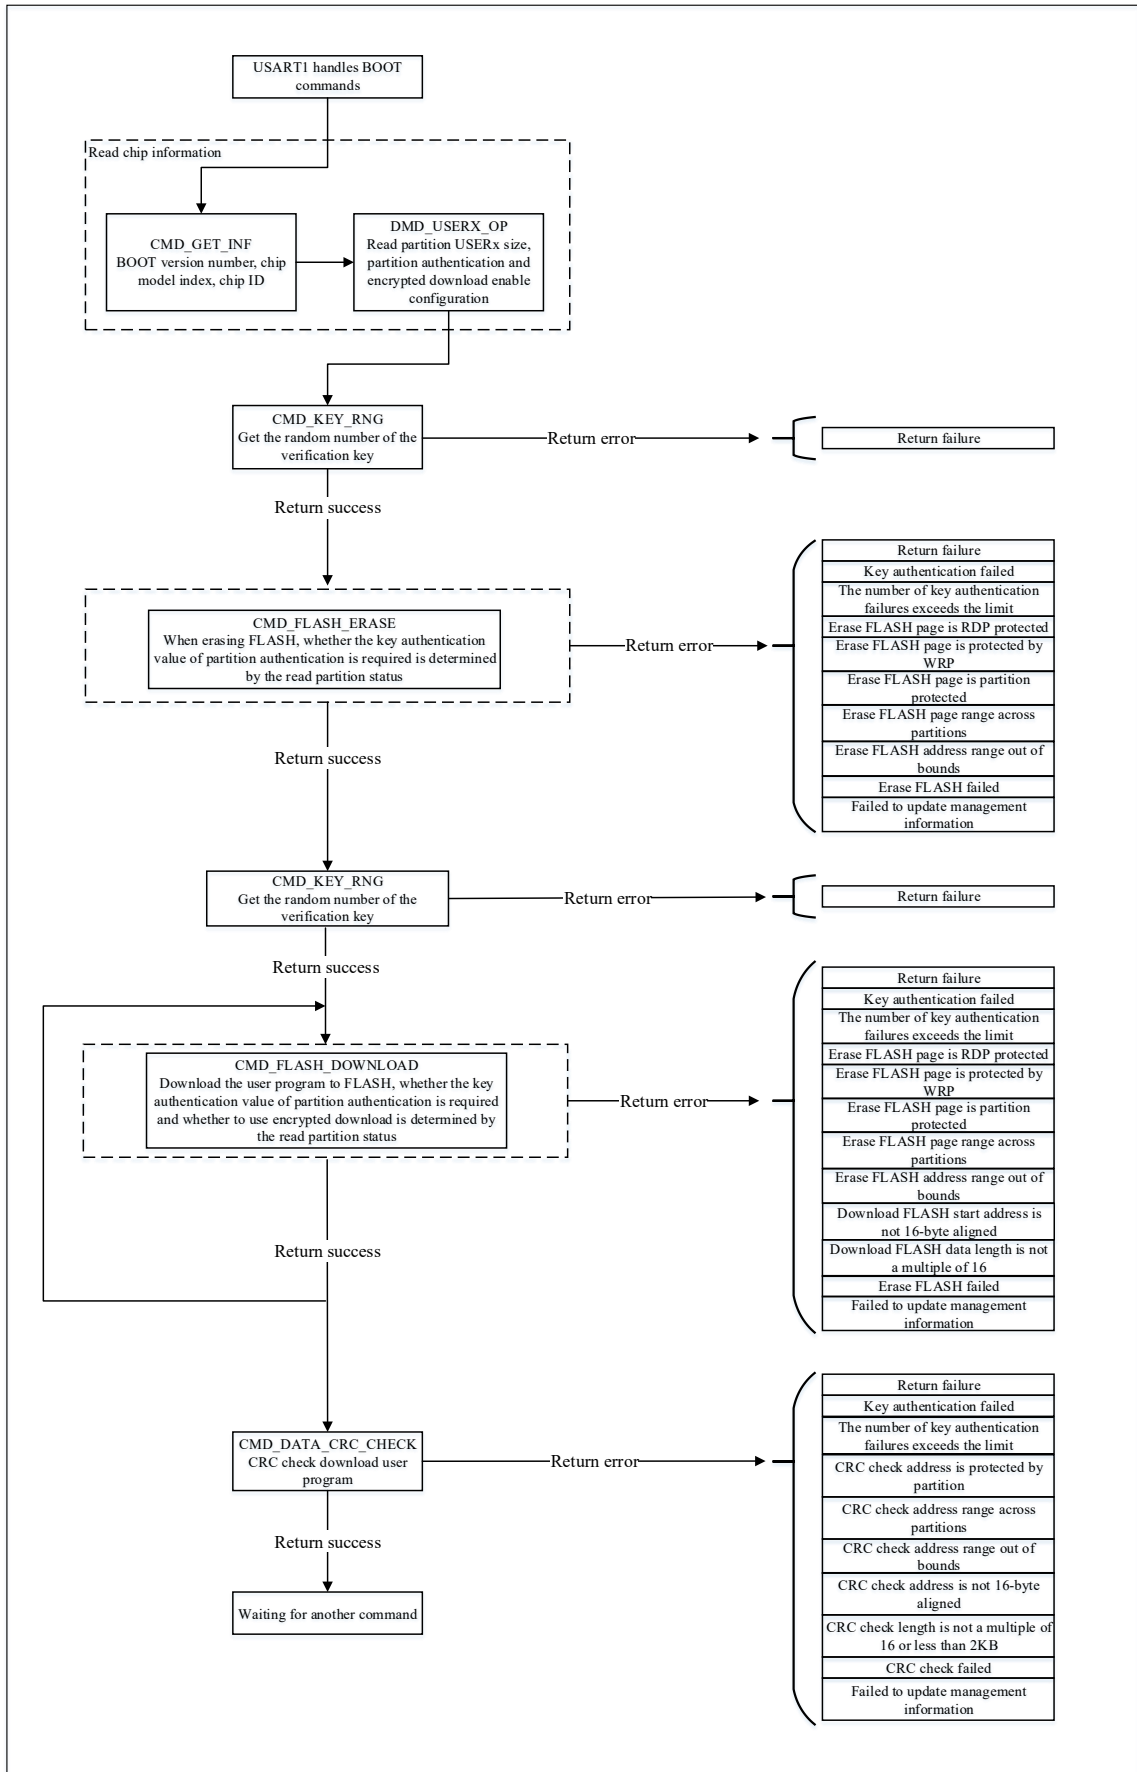 USART1 handles BOOT
commands
Read chip information
CMD_GET_INF
BOOT version number, chip
model index, chip ID
DMD_USERX_OP
Read partition USERx size,
partition authentication and
encrypted download enable
configuration
CMD_KEY_RNG
Get the random number of the
verification key
Return error
Return failure
Return success
CMD_FLASH_ERASE
When erasing FLASH, whether the key authentication
value of partition authentication is required is determined
by the read partition status
Return error
Return failure
Key authentication failed
The number of key authentication
failures exceeds the limit
Erase FLASH page is RDP protected
Erase FLASH page is protected by
WRP
Erase FLASH page is partition
protected
Erase FLASH page range across
partitions
Erase FLASH address range out of
bounds
Erase FLASH failed
Failed to update management
information
Return success
CMD_KEY_RNG
Get the random number of the
verification key
Return error
Return failure
Return success
CMD_FLASH_DOWNLOAD
Download the user program to FLASH, whether the key
authentication value of partition authentication is required
and whether to use encrypted download is determined by
the read partition status
Return error
Return failure
Key authentication failed
The number of key authentication
failures exceeds the limit
Erase FLASH page is RDP protected
Erase FLASH page is protected by
WRP
Erase FLASH page is partition
protected
Erase FLASH page range across
partitions
Erase FLASH address range out of
bounds
Download FLASH start address is
not 16-byte aligned
Download FLASH data length is not
a multiple of 16
Erase FLASH failed
Failed to update management
information
Return success
CMD_DATA_CRC_CHECK
CRC check download user
program
Return error
Return failure
Key authentication failed
The number of key authentication
failures exceeds the limit
CRC check address is protected by
partition
CRC check address range across
partitions
CRC check address range out of
bounds
CRC check address is not 16-byte
aligned
CRC check length is not a multiple of
16 or less than 2KB
CRC check failed
Failed to update management
information
Return success
Waiting for another command